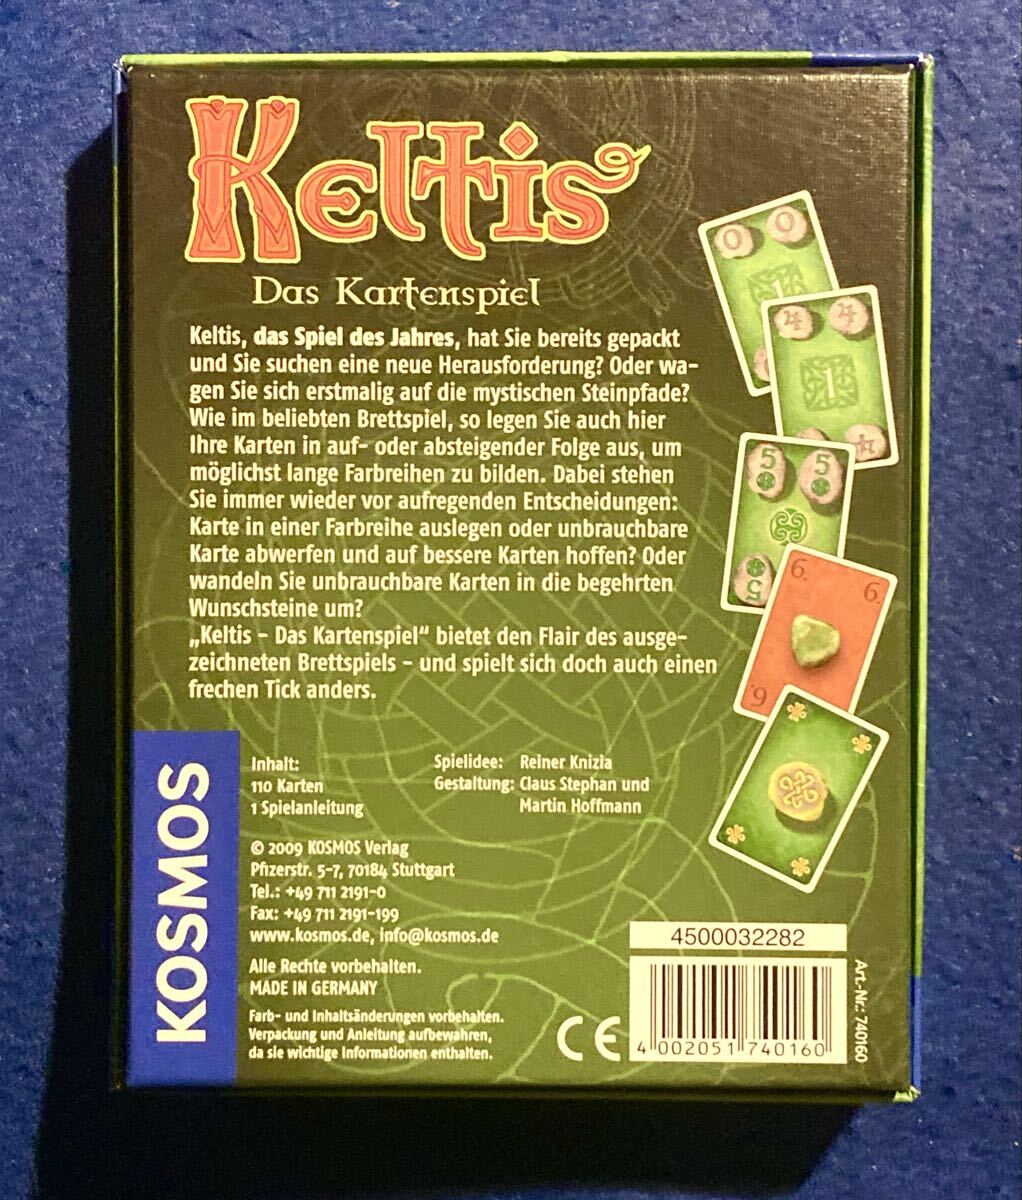 Keltis
Das Kartenspiel
Keltis, das Spiel des Jahres, hat Sie bereits gepackt
und Sie suchen eine neue Herausforderung? Oder wa-
gen Sie sich erstmalig auf die mystischen Steinpfade?
Wie im beliebten Brettspiel, so legen Sie auch hier
Ihre Karten in auf- oder absteigender Folge aus, um
möglichst lange Farbreihen zu bilden. Dabei stehen
Sie immer wieder vor aufregenden Entscheidungen:
Karte in einer Farbreihe auslegen oder unbrauchbare
Karte abwerfen und auf bessere Karten hoffen? Oder
wandeln Sie unbrauchbare Karten in die begehrten
Wunschsteine um?
„Keltis – Das Kartenspiel“ bietet den Flair des ausge-
zeichneten Brettspiels – und spielt sich doch auch einen
frechen Tick anders.
0 0
1
4 4
1
4
5 5
5
6. 6.
6.
KOSMOS
Inhalt:
110 Karten
1 Spielanleitung
Spielidee: Reiner Knizia
Gestaltung: Claus Stephan und
Martin Hoffmann
© 2009 KOSMOS Verlag
Pfizerstr. 5-7, 70184 Stuttgart
Tel.: +49 711 2191-0
Fax: +49 711 2191-199
www.kosmos.de, info@kosmos.de
Alle Rechte vorbehalten.
MADE IN GERMANY
Farb- und Inhaltsänderungen vorbehalten.
Verpackung und Anleitung aufbewahren,
da sie wichtige Informationen enthalten.
CE
4500032282
4 002051 740160
Art.-Nr.: 740160